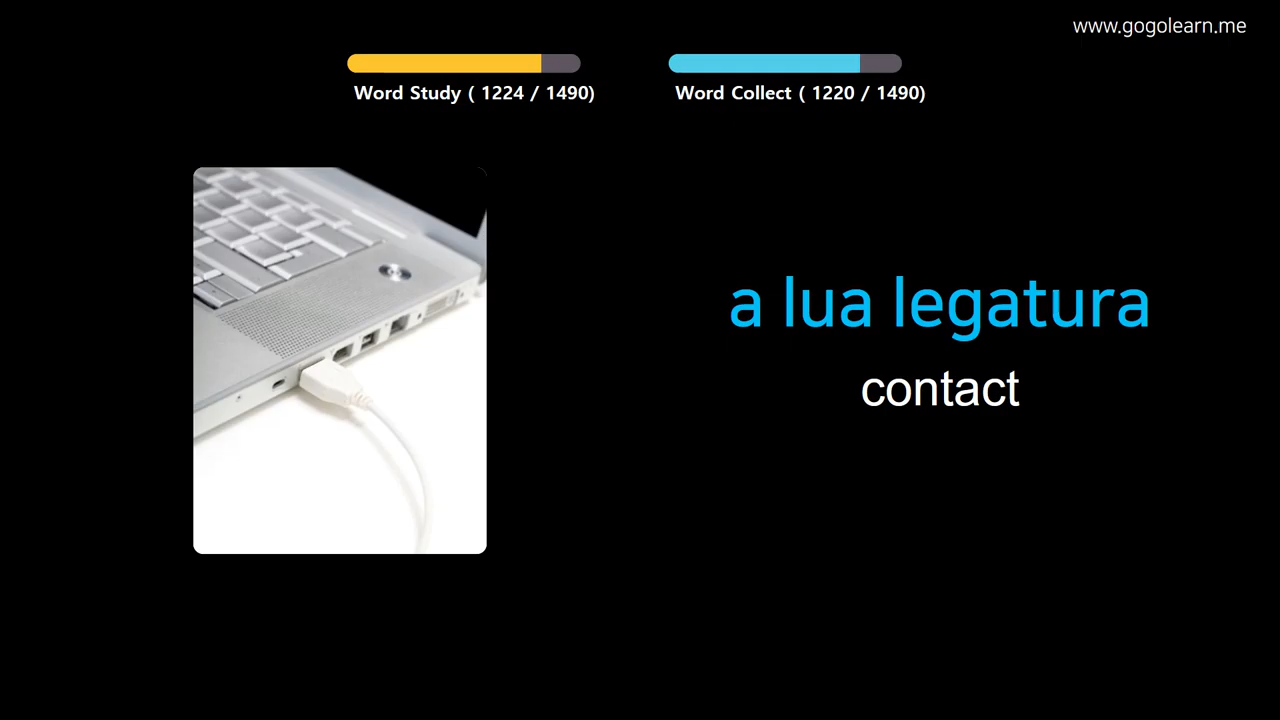 www.gogolearn.me
Word Study ( 1224 / 1490)
Word Collect ( 1220 / 1490)
a lua legatura
contact